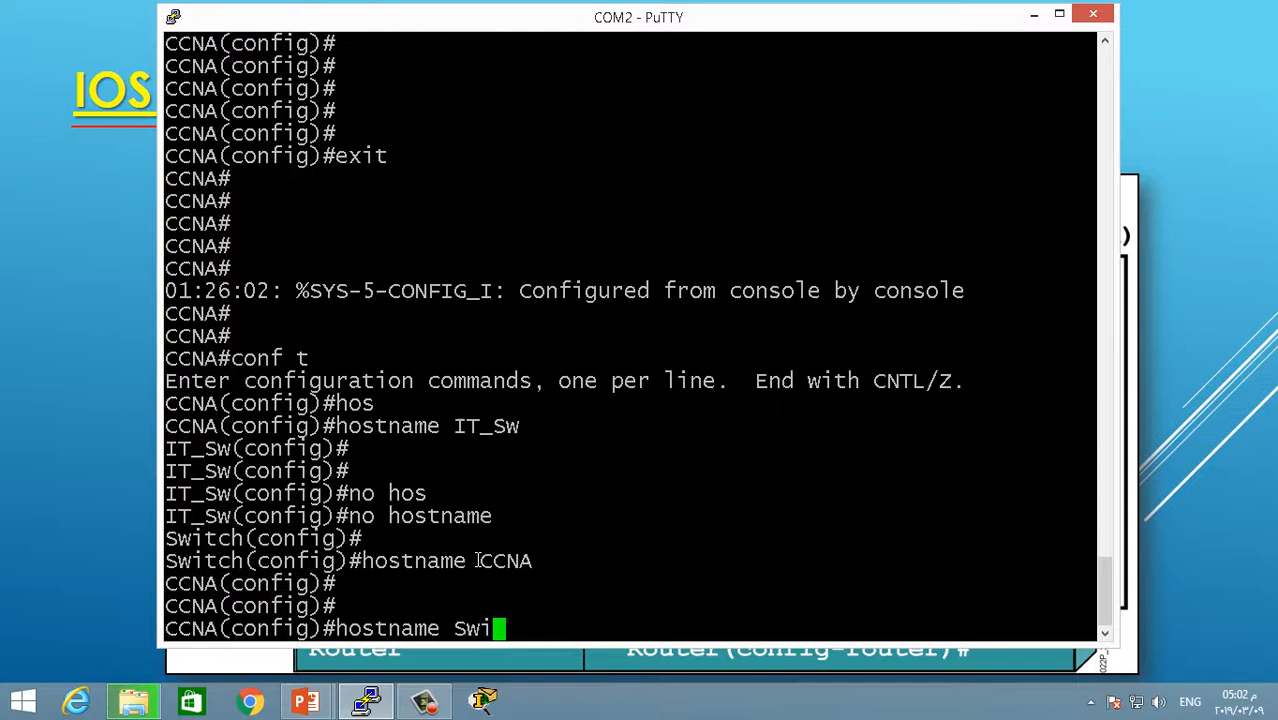 COM2 - PuTTY
IOS
CCNA(config)#
CCNA(config)#
CCNA(config)#
CCNA(config)#
CCNA(config)#
CCNA(config)#exit
CCNA#
CCNA#
CCNA#
CCNA#
CCNA#
01:26:02: %SYS-5-CONFIG_I: Configured from console by console
CCNA#
CCNA#
CCNA#conf t
Enter configuration commands, one per line.  End with CNTL/Z.
CCNA(config)#hos
CCNA(config)#hostname IT_Sw
IT_Sw(config)#
IT_Sw(config)#
IT_Sw(config)#no hos
IT_Sw(config)#no hostname
Switch(config)#
Switch(config)#hostname CCNA
CCNA(config)#
CCNA(config)#
CCNA(config)#hostname Swi
Router Router(config-router)#
ENG
05:02 م
٢٠١٩/٠٣/٠٩